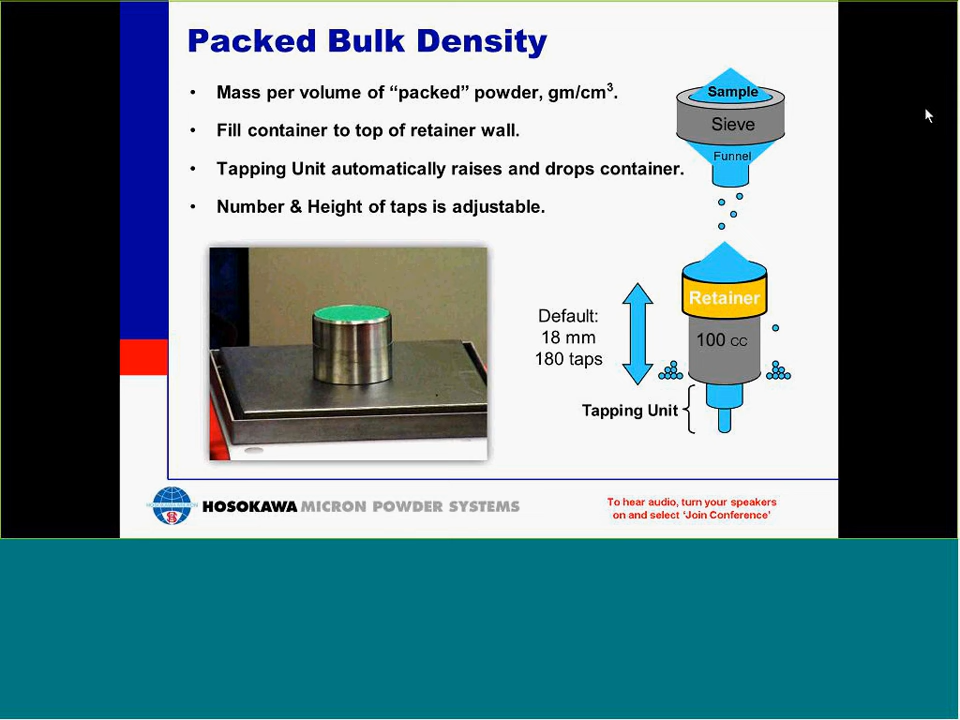 Packed Bulk Density
• Mass per volume of “packed” powder, gm/cm³.
• Fill container to top of retainer wall.
• Tapping Unit automatically raises and drops container.
• Number & Height of taps is adjustable.
Sample
Sieve
Funnel
Retainer
100 CC
Default:
18 mm
180 taps
Tapping Unit
HOSOKAWA MICRON POWDER SYSTEMS
To hear audio, turn your speakers
on and select ‘Join Conference’